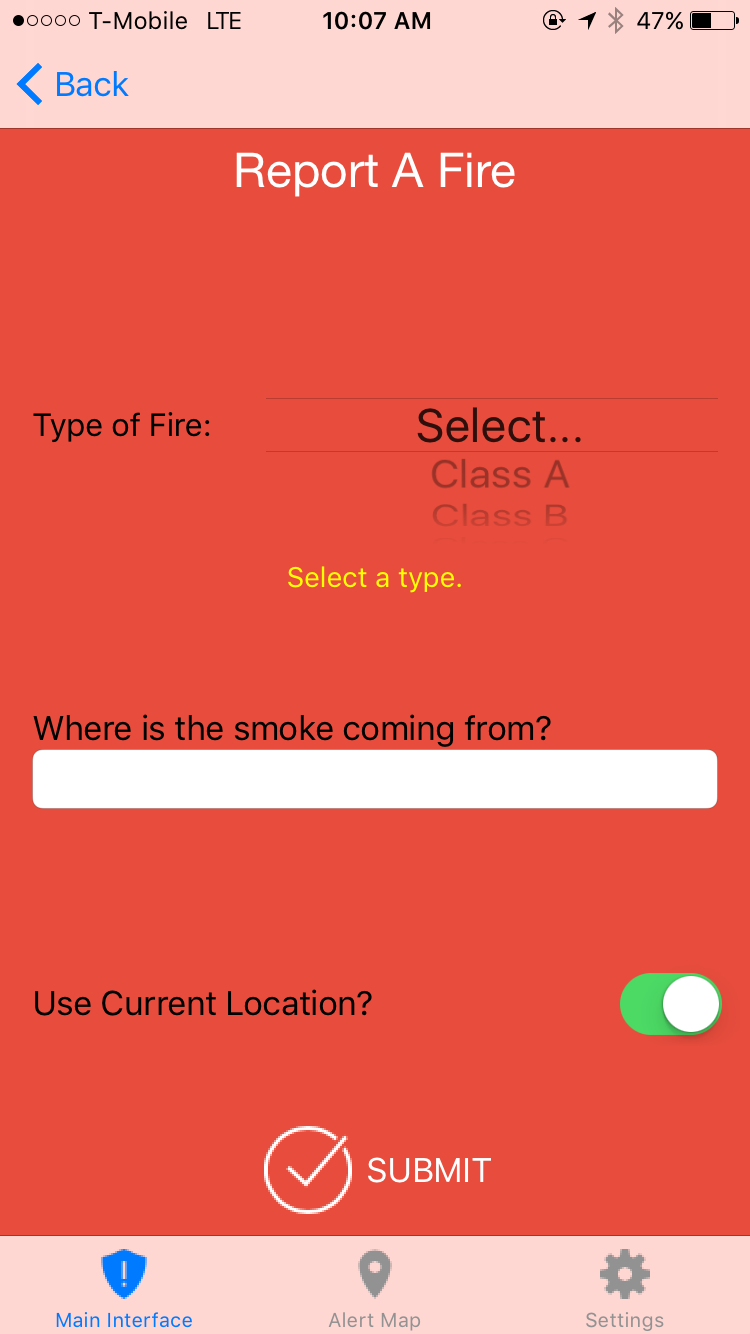 T-Mobile LTE 10:07 AM 47%
Back
Report A Fire
Type of Fire: Select...
Class A
Class B
Select a type.
Where is the smoke coming from?
Use Current Location?
SUBMIT
Main Interface Alert Map Settings